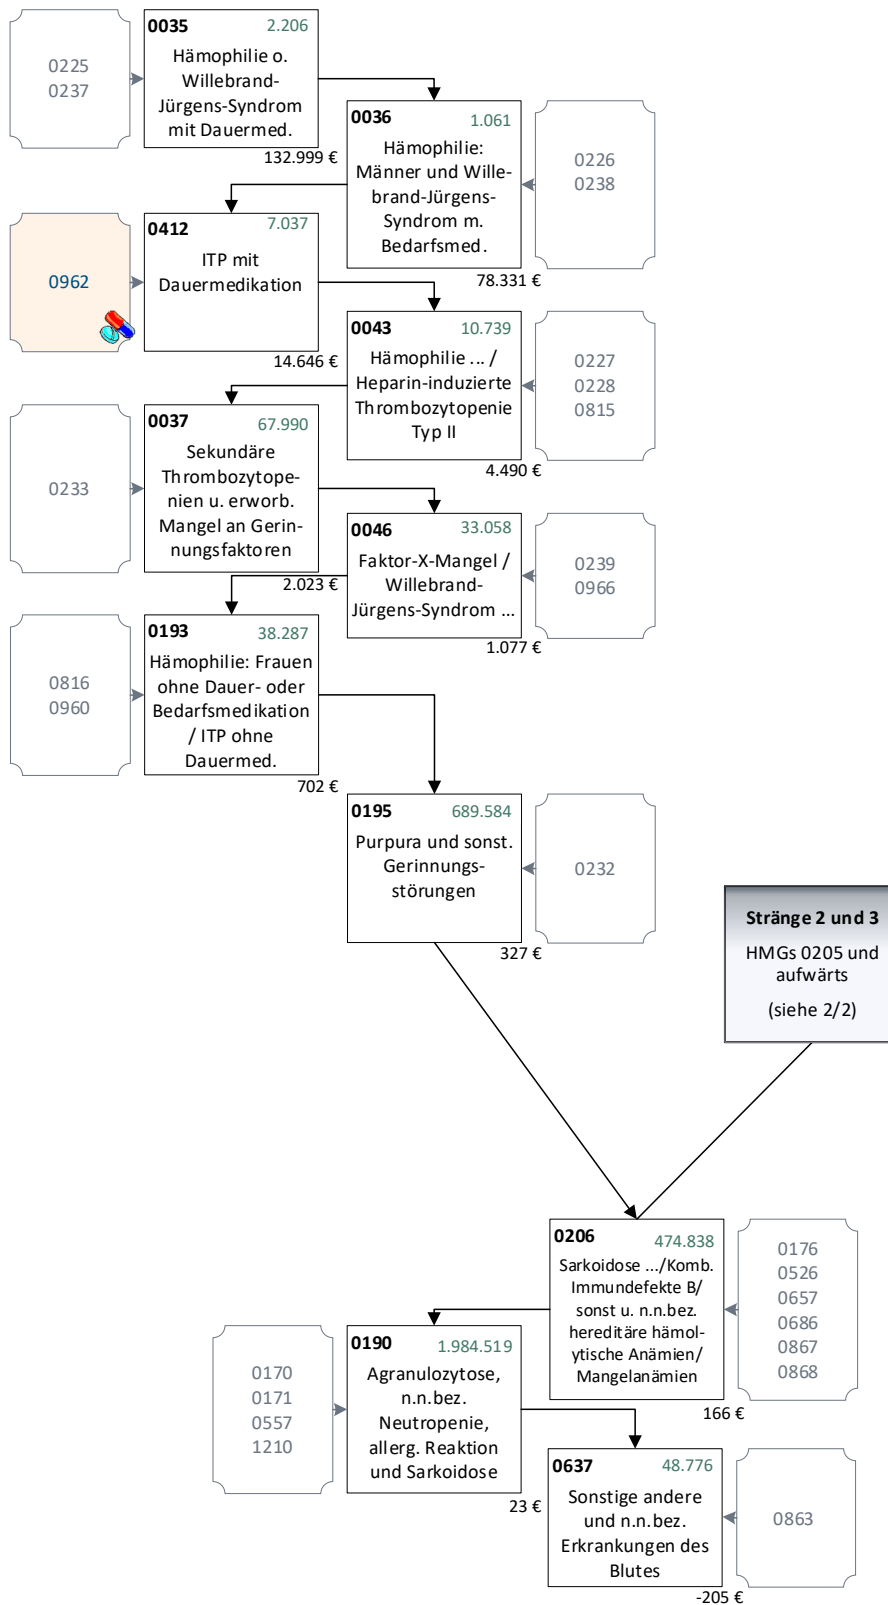 0225
0237
0035 2.206
Hämophilie o.
Willebrand-
Jürgens-Syndrom
mit Dauermed.
132.999 €
0036 1.061
Hämophilie:
Männer und Wille-
brand-Jürgens-
Syndrom m.
Bedarfsmed.
78.331 €
0226
0238
0962
0412 7.037
ITP mit
Dauermedikation
14.646 €
0043 10.739
Hämophilie ... /
Heparin-induzierte
Thrombozytopenie
Typ II
4.490 €
0227
0228
0815
0233
0037 67.990
Sekundäre
Thrombozytope-
nien u. erworb.
Mangel an Gerin-
nungsfaktoren
2.023 €
0046 33.058
Faktor-X-Mangel /
Willebrand-
Jürgens-Syndrom ...
1.077 €
0239
0966
0816
0960
0193 38.287
Hämophilie: Frauen
ohne Dauer- oder
Bedarfsmedikation
/ ITP ohne
Dauermed.
702 €
0195 689.584
Purpura und sonst.
Gerinnungs-
störungen
327 €
0232
Stränge 2 und 3
HMGs 0205 und
aufwärts
(siehe 2/2)
0206 474.838
Sarkoidose .../Komb.
Immundefekte B/
sonst u. n.n.bez.
hereditäre hämol-
ytische Anämien/
Mangelanämien
166 €
0176
0526
0657
0686
0867
0868
0170
0171
0557
1210
0190 1.984.519
Agranulozytose,
n.n.bez.
Neutropenie,
allerg. Reaktion
und Sarkoidose
23 €
0637 48.776
Sonstige andere
und n.n.bez.
Erkrankungen des
Blutes
-205 €
0863